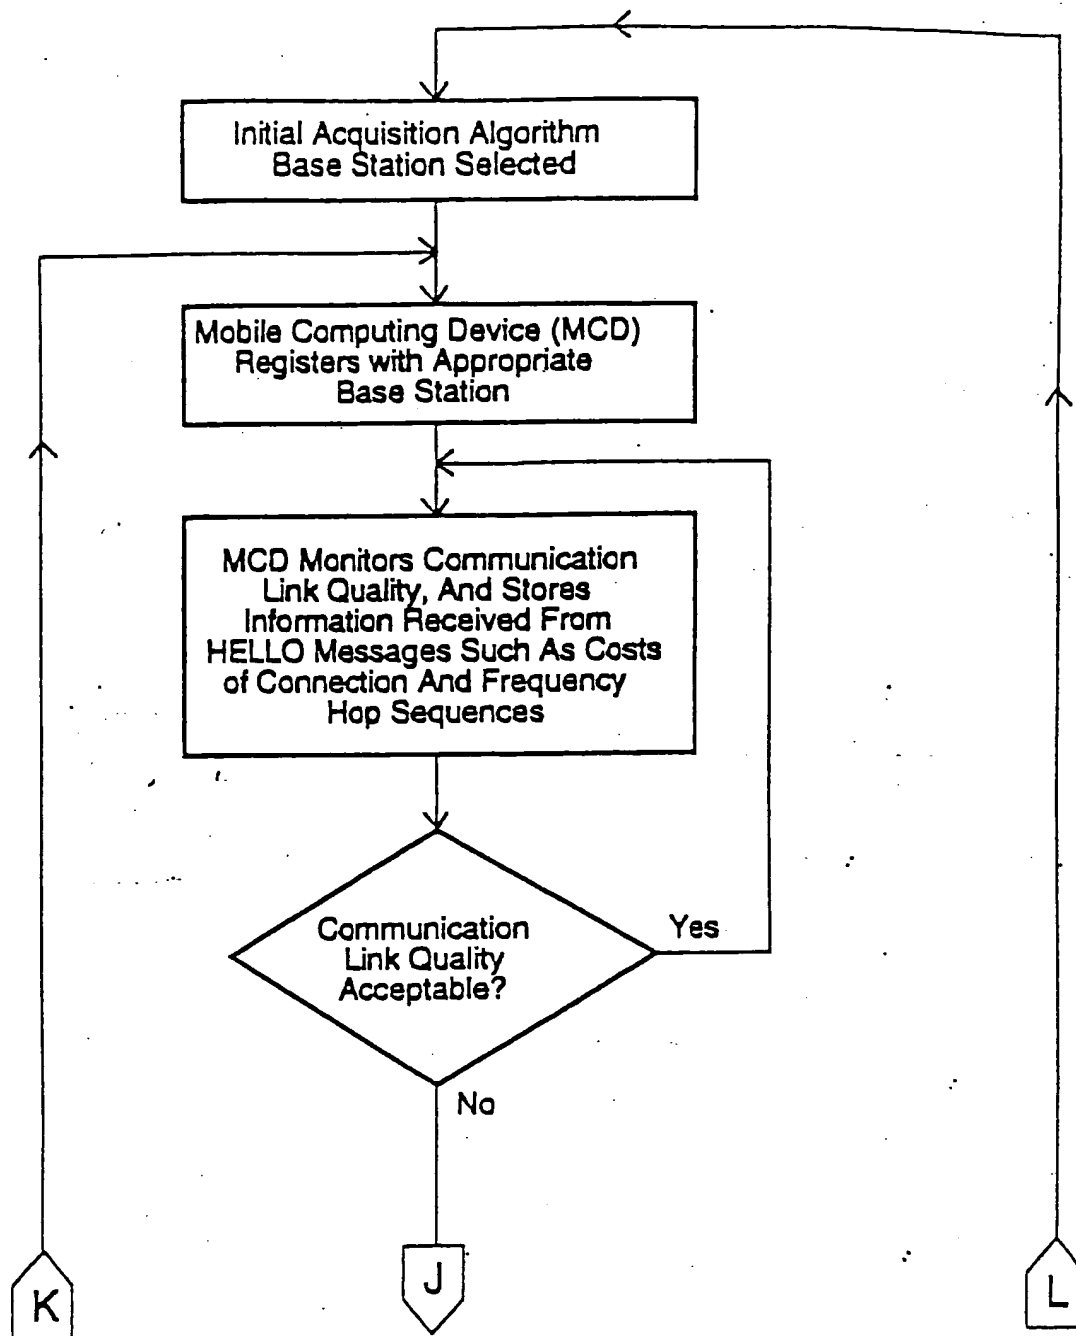 Initial Acquisition Algorithm
Base Station Selected
Mobile Computing Device (MCD)
Registers with Appropriate
Base Station
MCD Monitors Communication
Link Quality, And Stores
Information Received From
HELLO Messages Such As Costs
of Connection And Frequency
Hop Sequences
Communication
Link Quality
Acceptable?
Yes
No
K
J
L